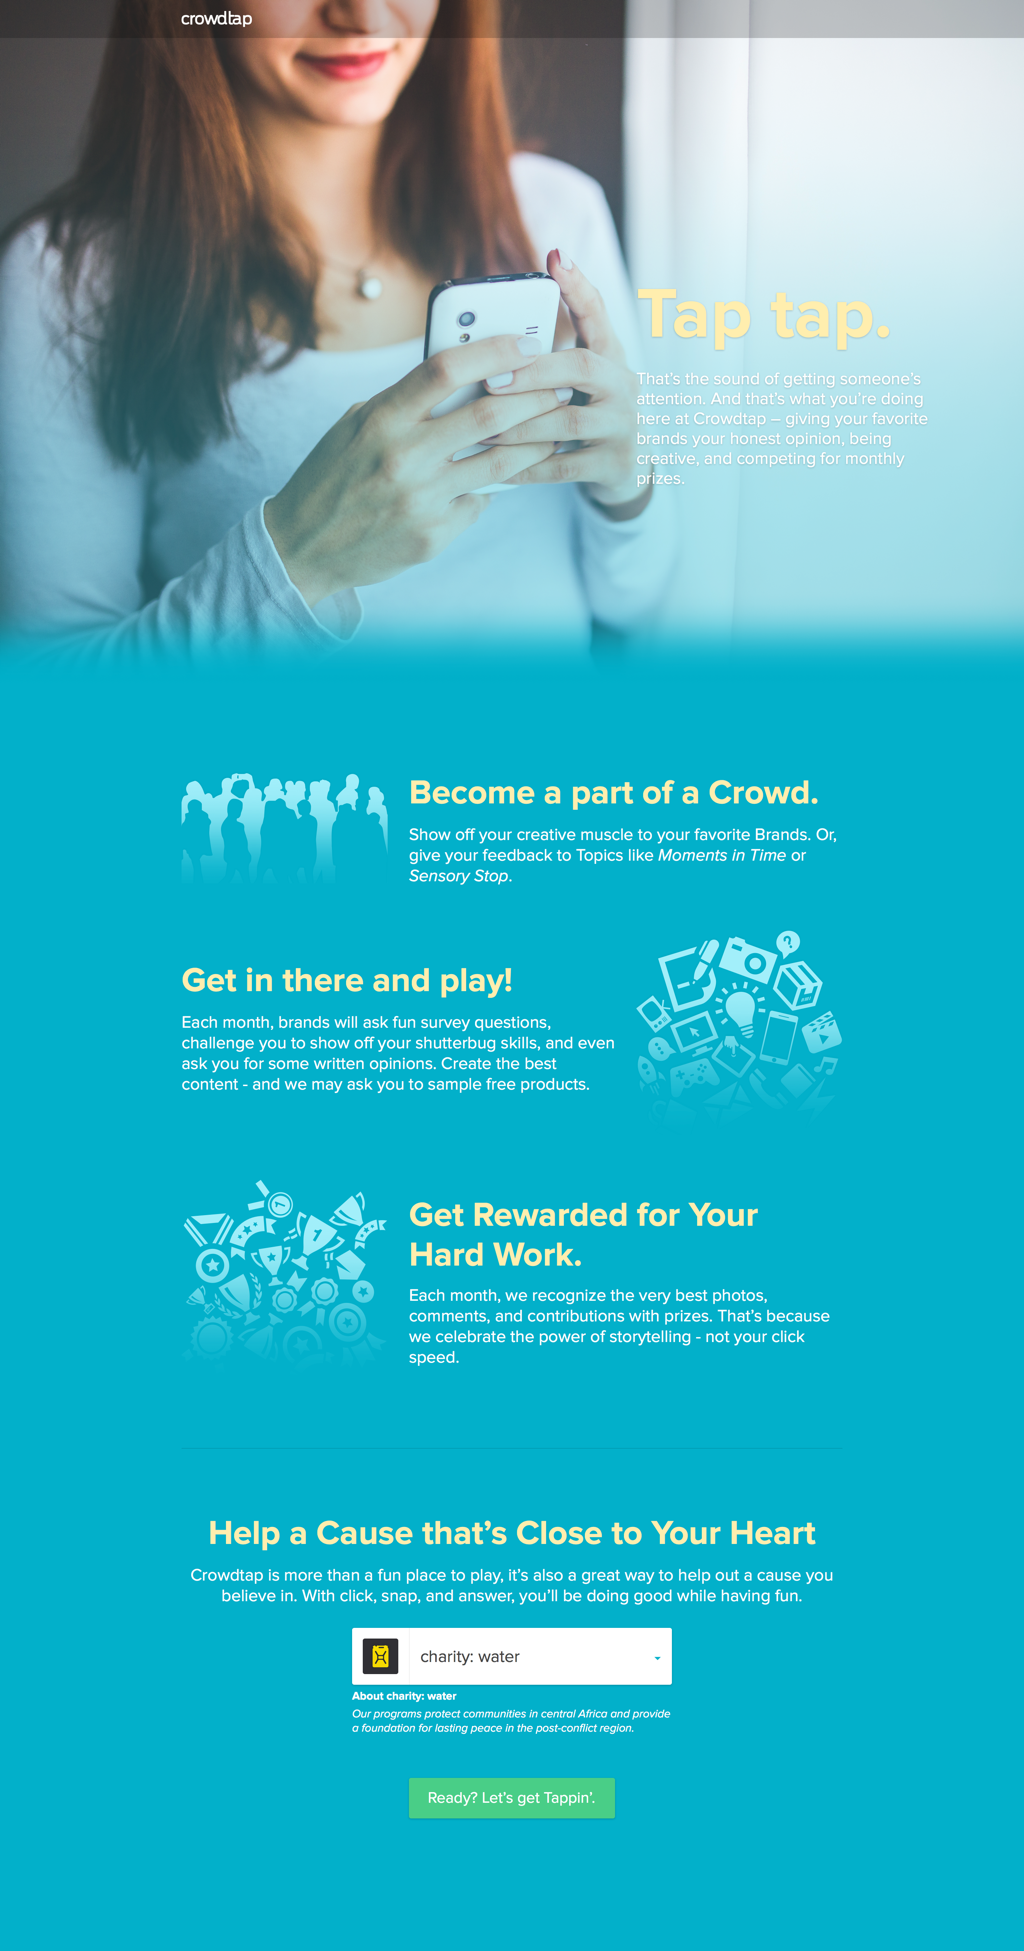 crowdtap
Tap tap.
That’s the sound of getting someone’s
attention. And that’s what you’re doing
here at Crowdtap – giving your favorite
brands your honest opinion, being
creative, and competing for monthly
prizes.
Become a part of a Crowd.
Show off your creative muscle to your favorite Brands. Or,
give your feedback to Topics like Moments in Time or
Sensory Stop.
Get in there and play!
Each month, brands will ask fun survey questions,
challenge you to show off your shutterbug skills, and even
ask you for some written opinions. Create the best
content - and we may ask you to sample free products.
?
1
1
Get Rewarded for Your
Hard Work.
Each month, we recognize the very best photos,
comments, and contributions with prizes. That’s because
we celebrate the power of storytelling - not your click
speed.
Help a Cause that’s Close to Your Heart
Crowdtap is more than a fun place to play, it’s also a great way to help out a cause you
believe in. With click, snap, and answer, you’ll be doing good while having fun.
charity: water
About charity: water
Our programs protect communities in central Africa and provide
a foundation for lasting peace in the post-conflict region.
Ready? Let’s get Tappin’.